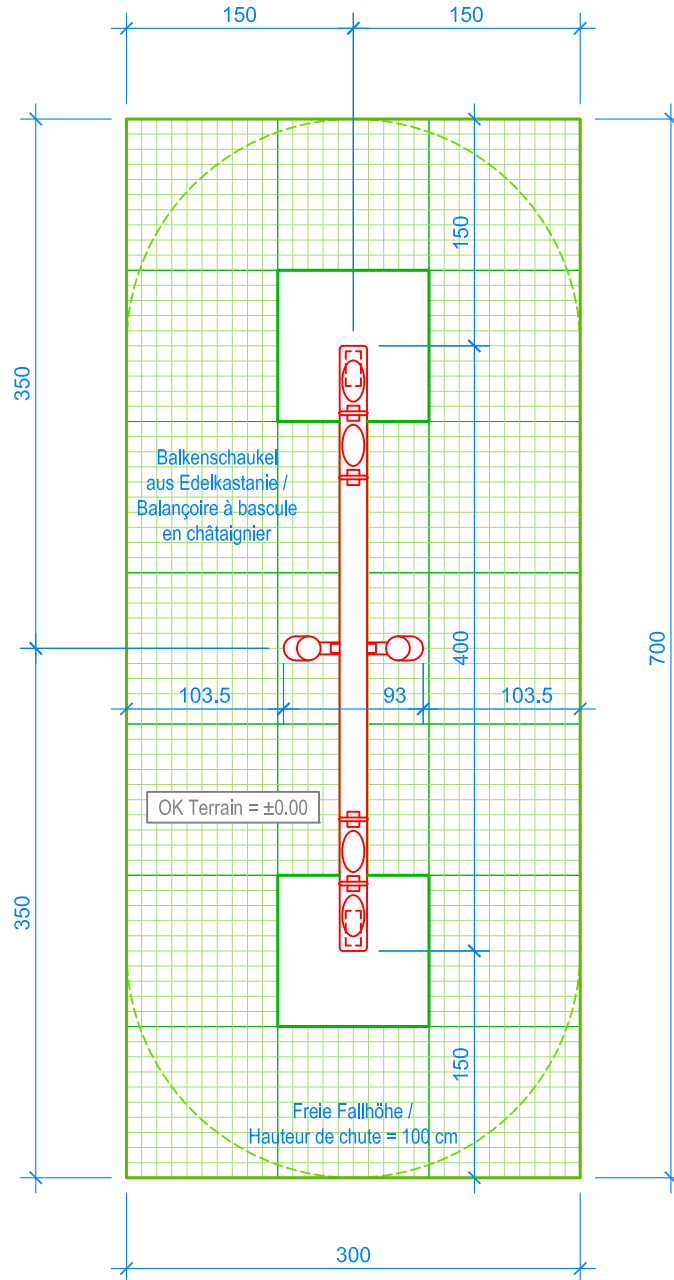 150
150
150
350
Balkenschaukel
aus Edelkastanie /
Balançoire à bascule
en châtaignier
400
700
103.5
93
103.5
OK Terrain = ±0.00
350
150
Freie Fallhöhe /
Hauteur de chute = 100 cm
300